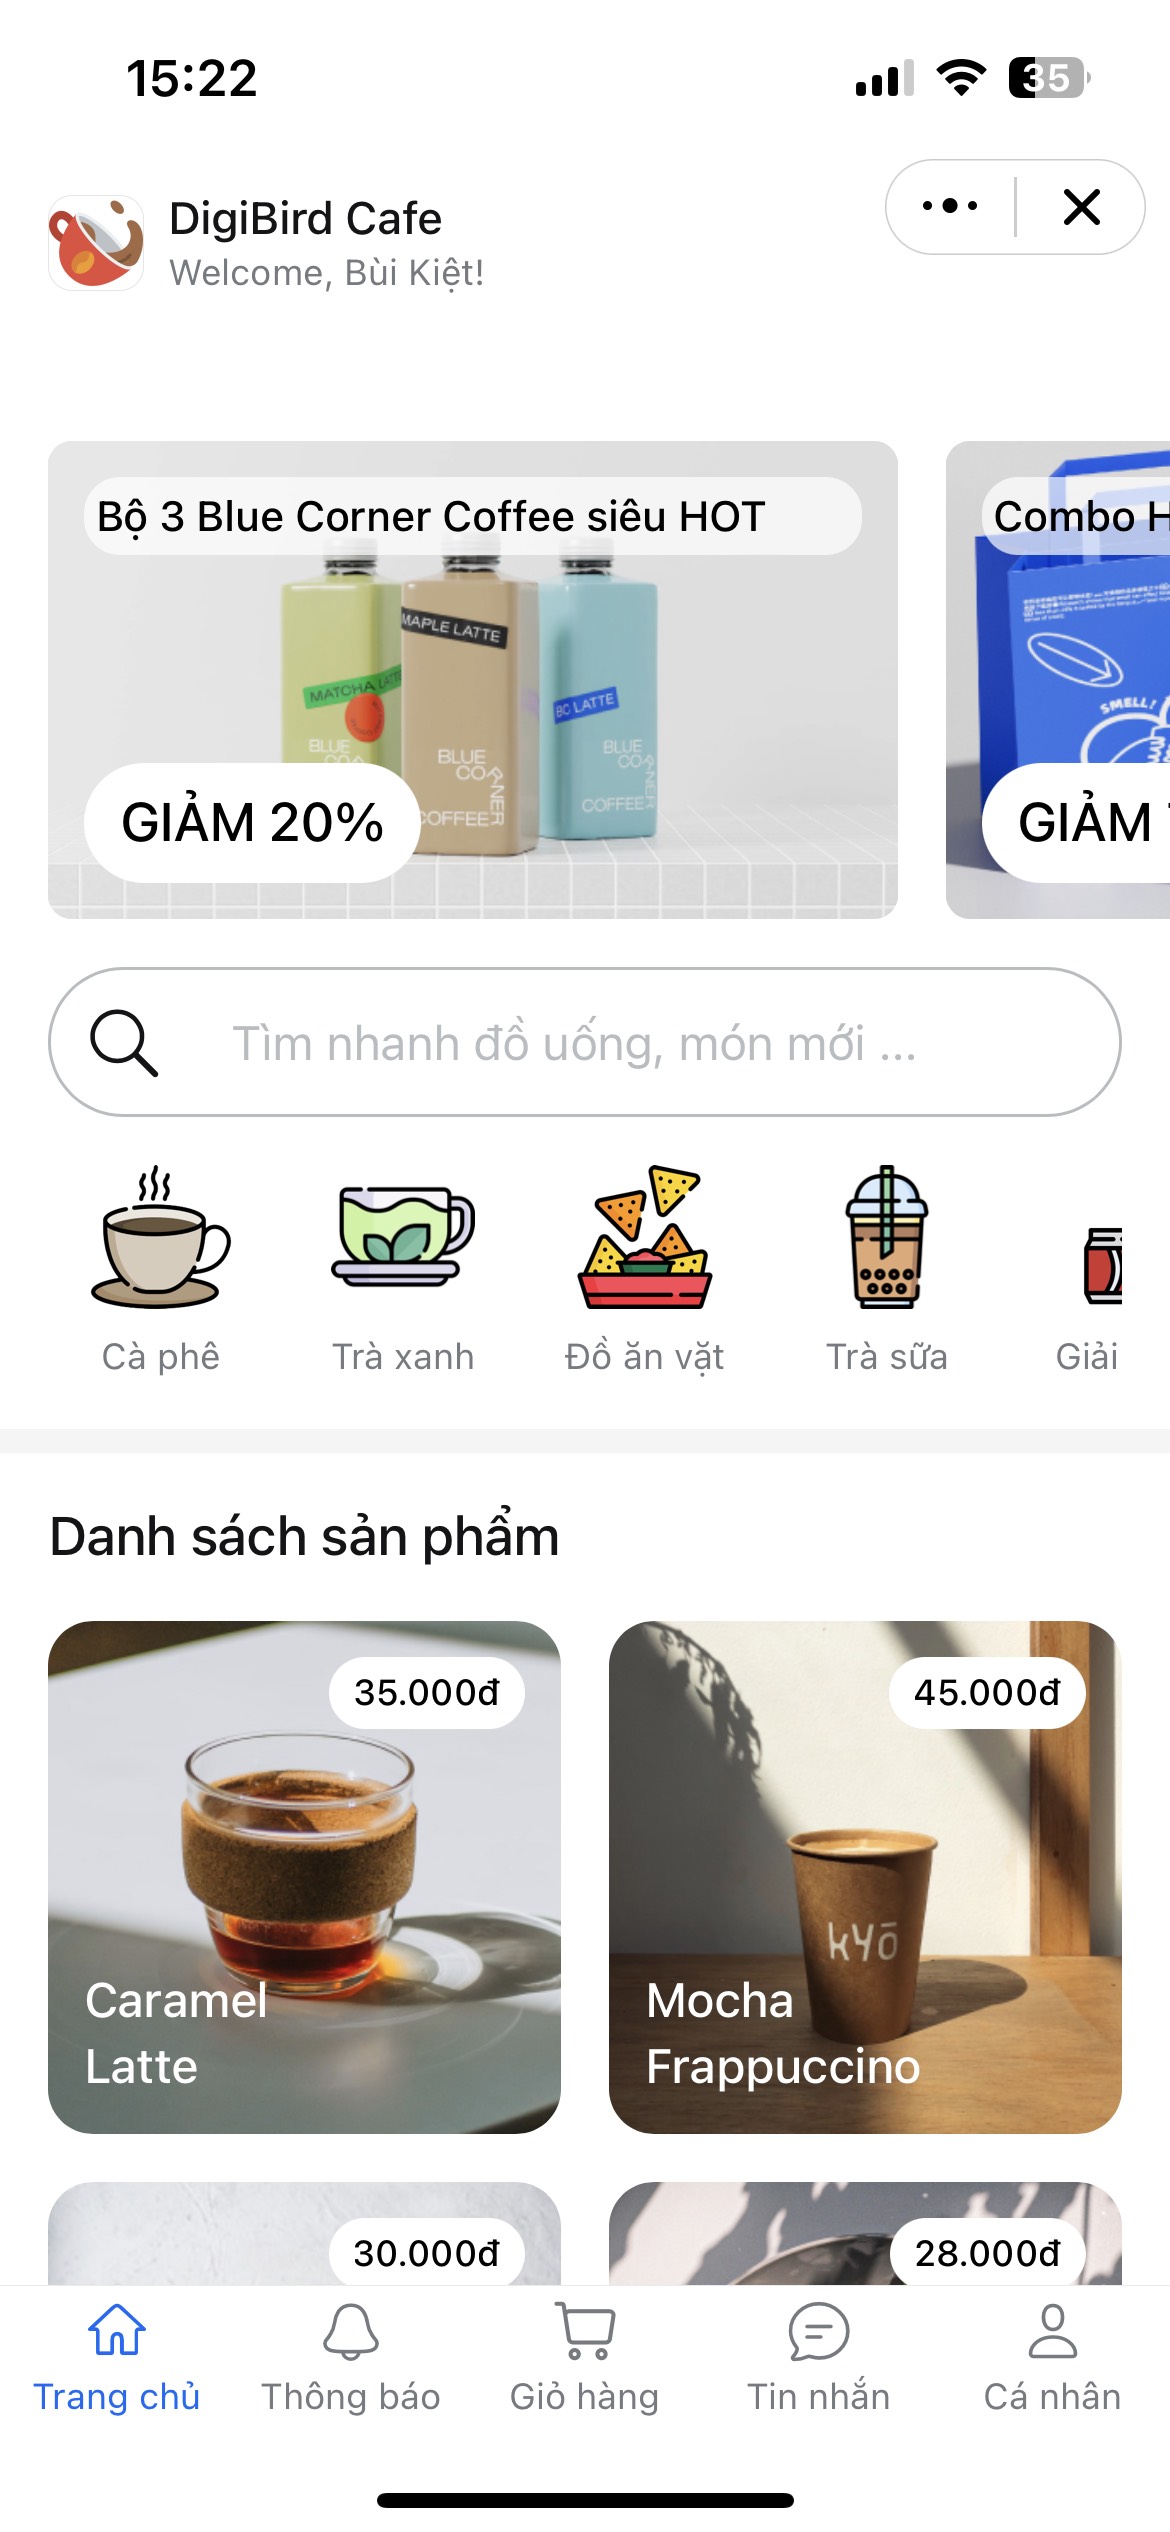 15:22
35
DigiBird Cafe
Welcome, Bùi Kiệt!
Bộ 3 Blue Corner Coffee siêu HOT
Combo H
MAPLE LATTE
MATCHA LATTE
BC LATTE
BLUE
CORNER
COFFEE
BLUE
CO
BLUE
CORNER
COFFEE
SMELL!
GIẢM 20%
GIẢM
Tìm nhanh đồ uống, món mới ...
Cà phê
Trà xanh
Đồ ăn vặt
Trà sữa
Giải
Danh sách sản phẩm
35.000đ
45.000đ
kyō
Caramel
Latte
Mocha
Frappuccino
30.000đ
28.000đ
Trang chủ
Thông báo
Giỏ hàng
Tin nhắn
Cá nhân